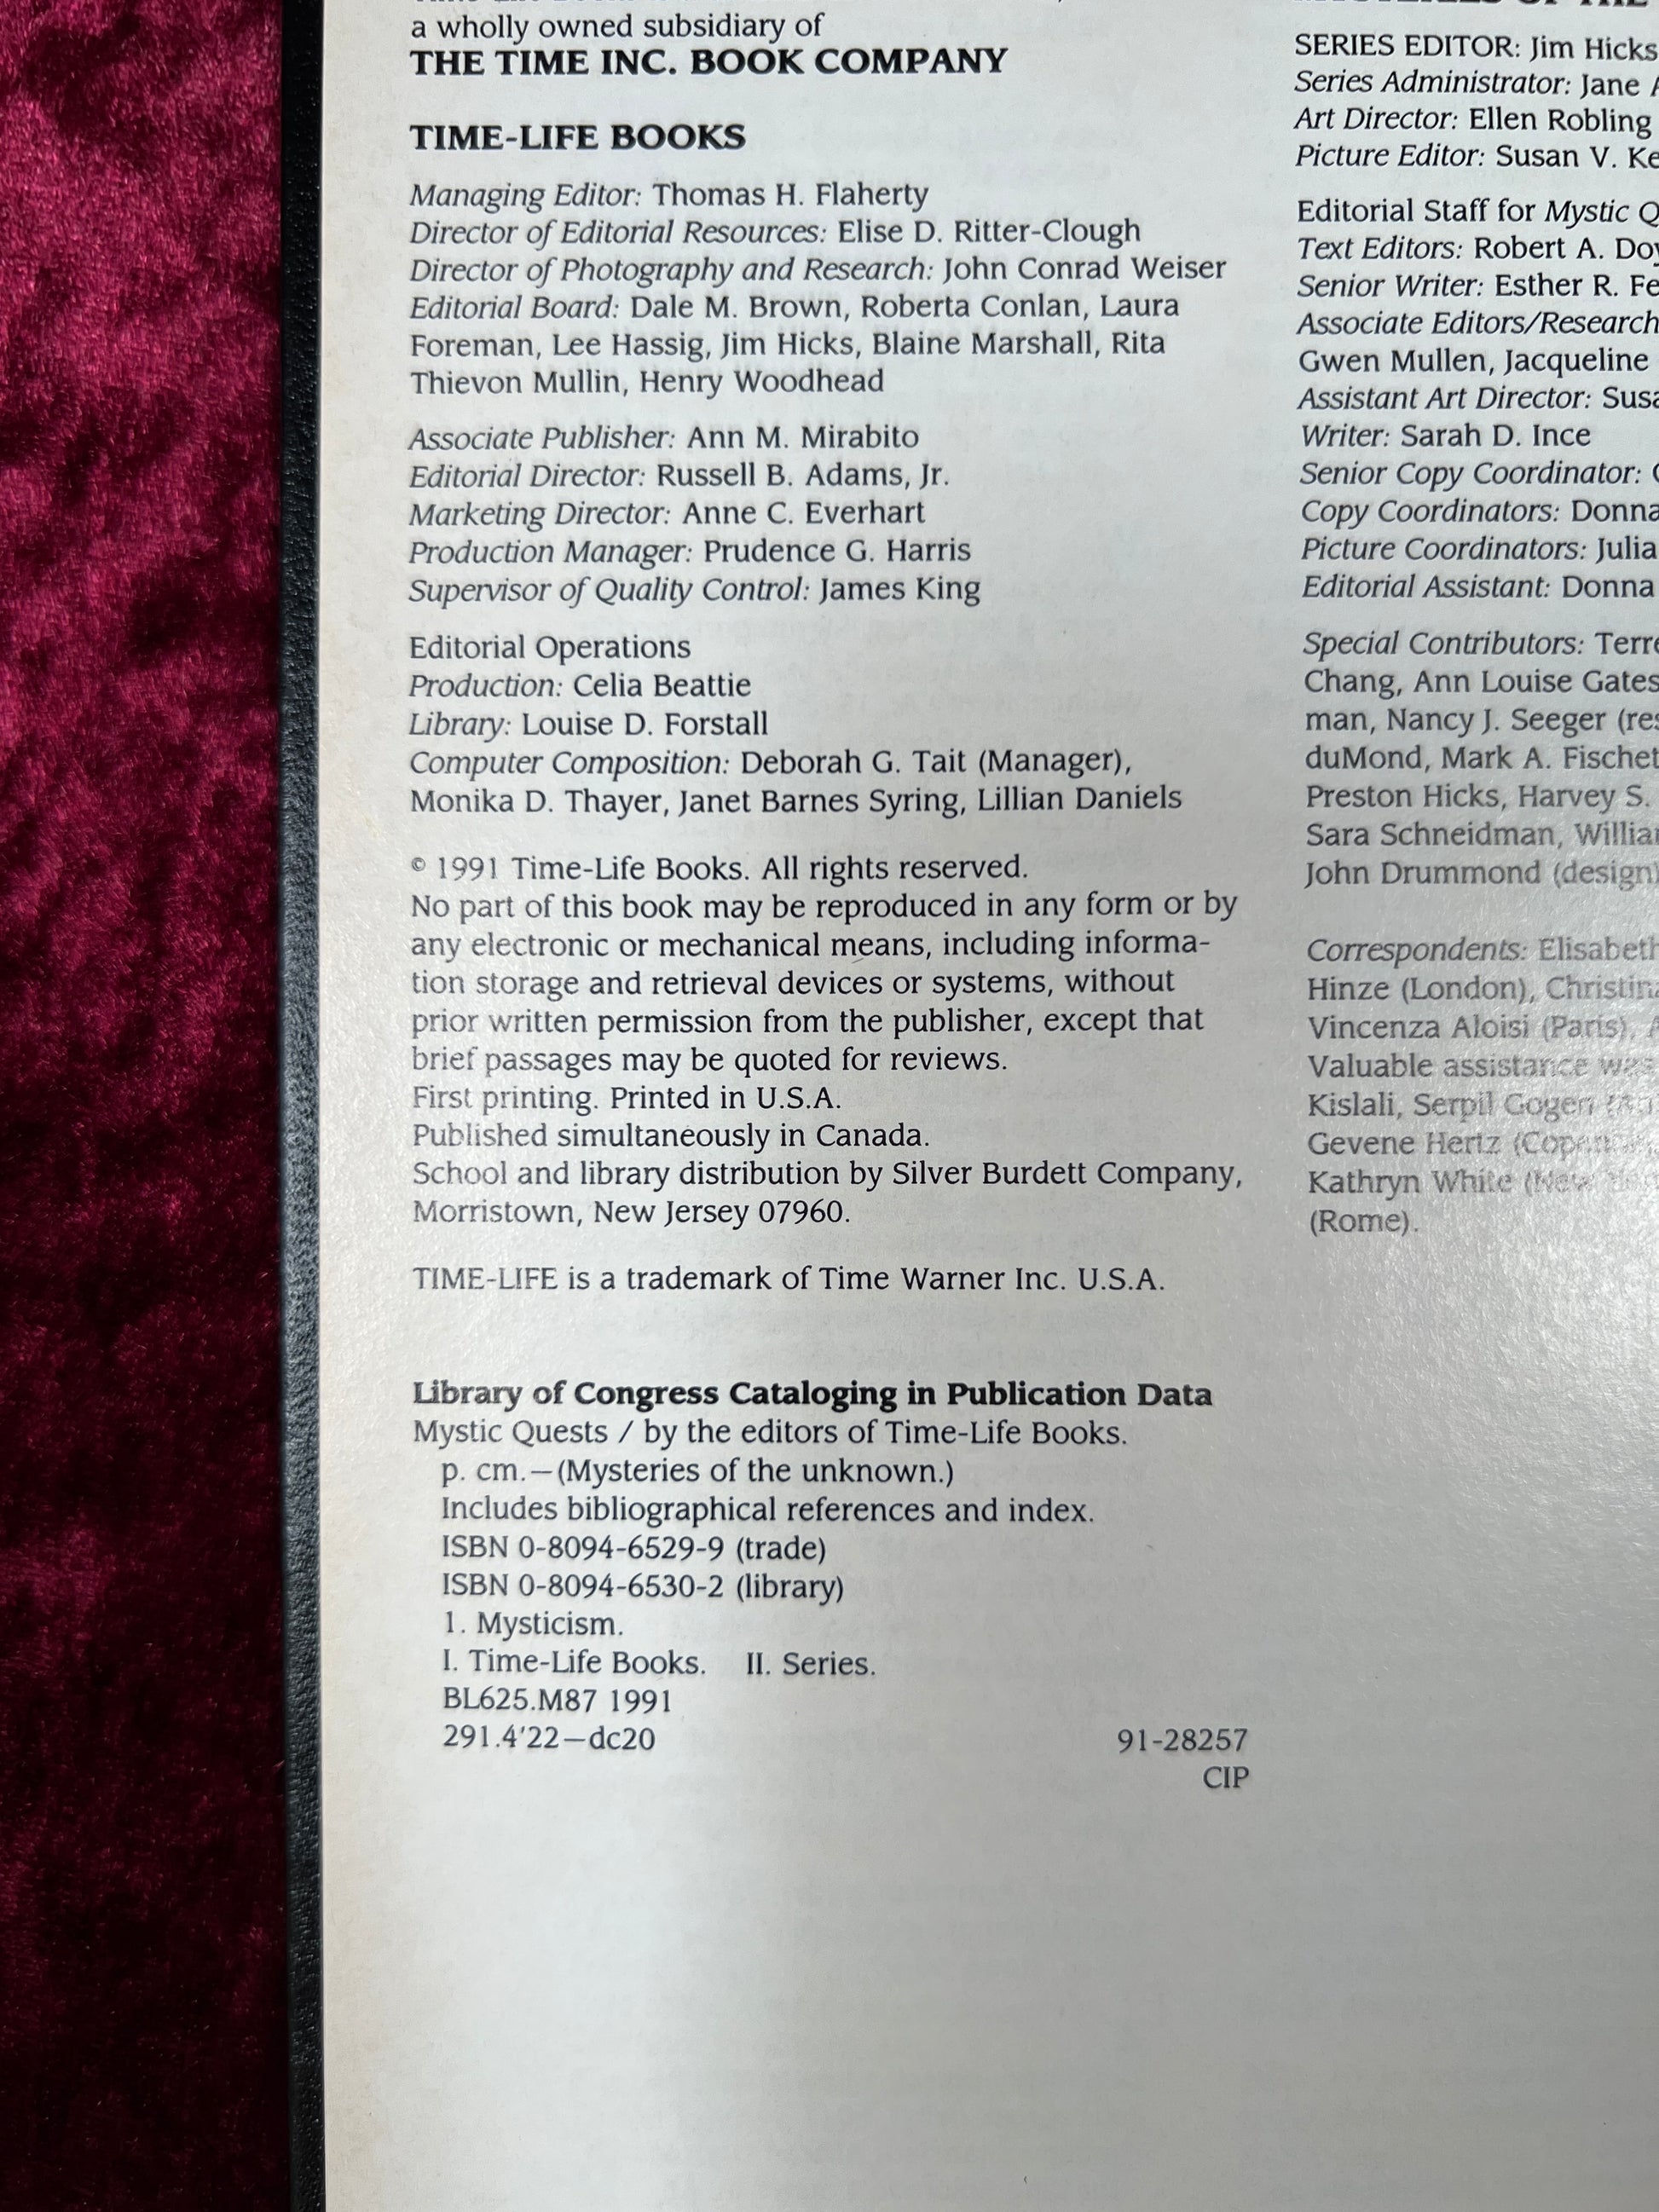 a wholly owned subsidiary of
THE TIME INC. BOOK COMPANY
TIME-LIFE BOOKS
Managing Editor: Thomas H. Flaherty
Director of Editorial Resources: Elise D. Ritter-Clough
Director of Photography and Research: John Conrad Weiser
Editorial Board: Dale M. Brown, Roberta Conlan, Laura
Foreman, Lee Hassig, Jim Hicks, Blaine Marshall, Rita
Thievon Mullin, Henry Woodhead
Associate Publisher: Ann M. Mirabito
Editorial Director: Russell B. Adams, Jr.
Marketing Director: Anne C. Everhart
Production Manager: Prudence G. Harris
Supervisor of Quality Control: James King
Editorial Operations
Production: Celia Beattie
Library: Louise D. Forstall
Computer Composition: Deborah G. Tait (Manager),
Monika D. Thayer, Janet Barnes Syring, Lillian Daniels
© 1991 Time-Life Books. All rights reserved.
No part of this book may be reproduced in any form or by
any electronic or mechanical means, including informa-
tion storage and retrieval devices or systems, without
prior written permission from the publisher, except that
brief passages may be quoted for reviews.
First printing. Printed in U.S.A.
Published simultaneously in Canada.
School and library distribution by Silver Burdett Company,
Morristown, New Jersey 07960.
TIME-LIFE is a trademark of Time Warner Inc. U.S.A.
Library of Congress Cataloging in Publication Data
Mystic Quests / by the editors of Time-Life Books.
p. cm.—(Mysteries of the unknown.)
Includes bibliographical references and index.
ISBN 0-8094-6529-9 (trade)
ISBN 0-8094-6530-2 (library)
1. Mysticism.
I. Time-Life Books. II. Series.
BL625.M87 1991
291.4'22—dc20 91-28257
CIP
SERIES EDITOR: Jim Hicks
Series Administrator: Jane
Art Director: Ellen Robling
Picture Editor: Susan V.
Editorial Staff for Mystic
Text Editors: Robert A.
Senior Writer: Esther R.
Associate Editors/Research
Gwen Mullen, Jacqueline
Assistant Art Director:
Writer: Sarah D. Ince
Senior Copy Coordinator:
Copy Coordinators: Donna
Picture Coordinators: Julia
Editorial Assistant: Donna
Special Contributors:
Chang, Ann Louise Gates
man, Nancy J. Seeger
duMond, Mark A.
Preston Hicks, Harvey S.
Sara Schneidman,
John Drummond (design)
Correspondents: Elisabeth
Hinze (London),
Vincenza Aloisi (Paris),
Valuable assistance was
Kislali, Serpil Gogen
Gevene Hertz
Kathryn White
(Rome).